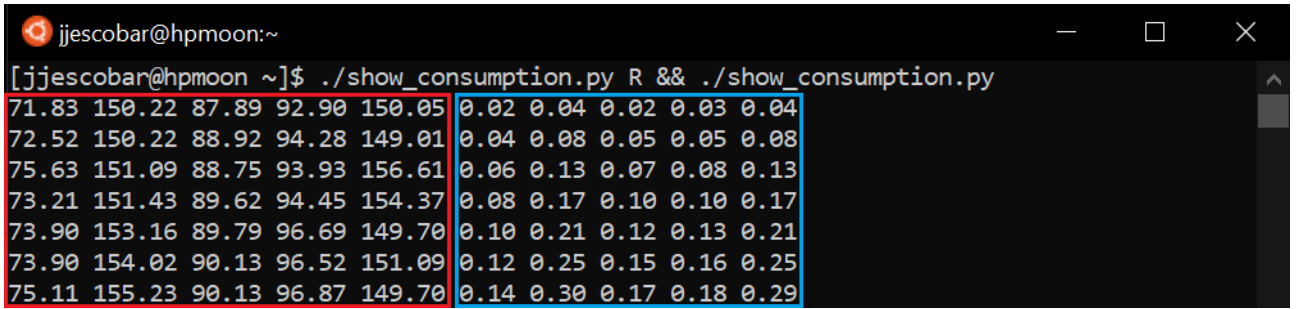 jjescobar@hpmoon:~
[jjescobar@hpmoon ~]$ ./show_consumption.py R && ./show_consumption.py
71.83 150.22 87.89 92.90 150.05 0.02 0.04 0.02 0.03 0.04
72.52 150.22 88.92 94.28 149.01 0.04 0.08 0.05 0.05 0.08
75.63 151.09 88.75 93.93 156.61 0.06 0.13 0.07 0.08 0.13
73.21 151.43 89.62 94.45 154.37 0.08 0.17 0.10 0.10 0.17
73.90 153.16 89.79 96.69 149.70 0.10 0.21 0.12 0.13 0.21
73.90 154.02 90.13 96.52 151.09 0.12 0.25 0.15 0.16 0.25
75.11 155.23 90.13 96.87 149.70 0.14 0.30 0.17 0.18 0.29